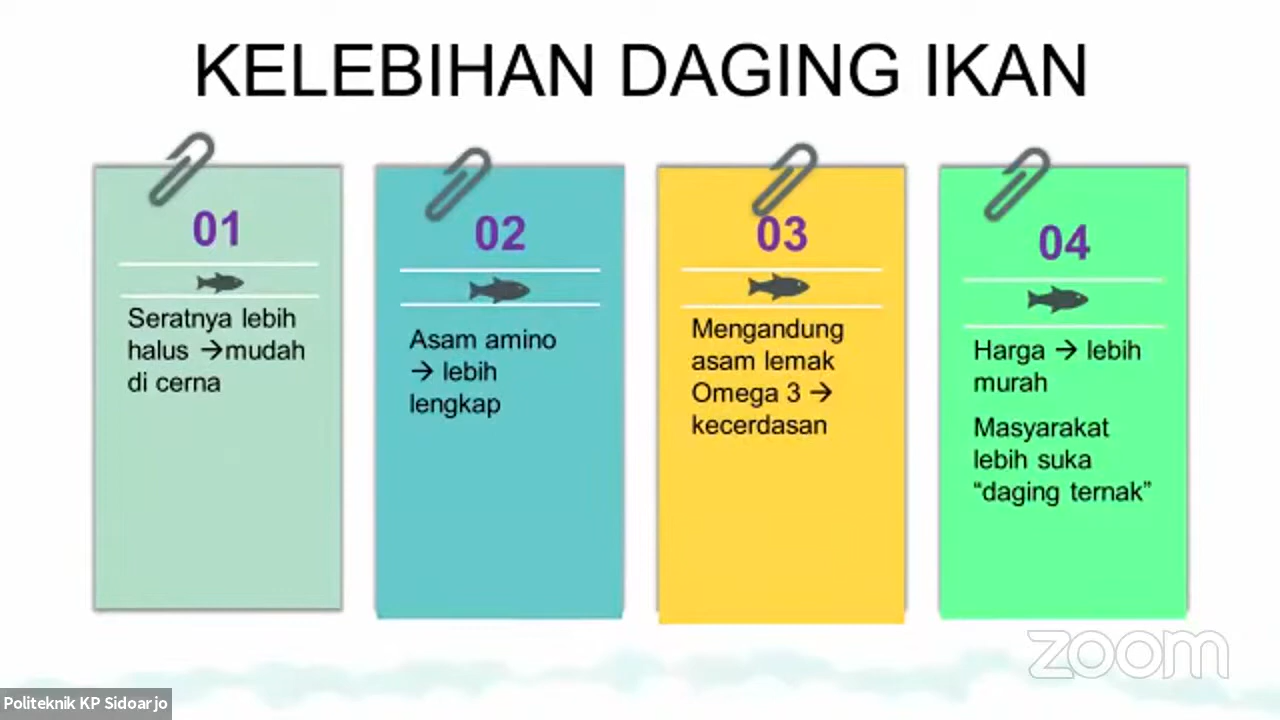 KELEBIHAN DAGING IKAN
01
Seratnya lebih
halus →mudah
di cerna
02
Asam amino
→ lebih
lengkap
03
Mengandung
asam lemak
Omega 3 →
kecerdasan
04
Harga → lebih
murah
Masyarakat
lebih suka
“daging ternak”
zoom
Politeknik KP Sidoarjo